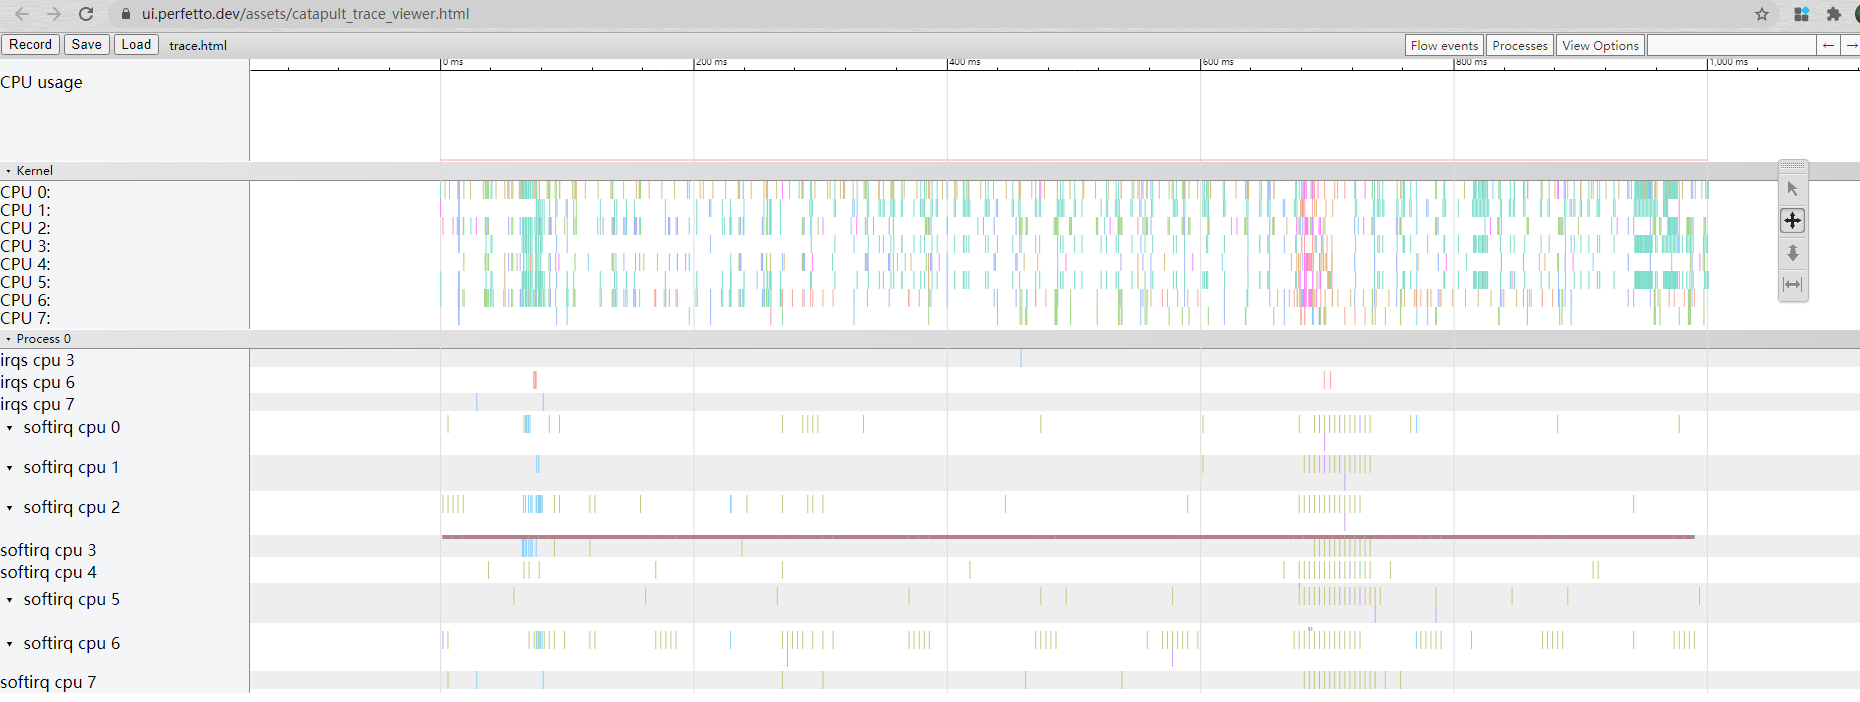 ui.perfetto.dev/assets/catapult_trace_viewer.html
Record Save Load trace.html Flow events Processes View Options ← →
0 ms 200 ms 400 ms 600 ms 800 ms 1,000 ms
CPU usage
Kernel
CPU 0:
CPU 1:
CPU 2:
CPU 3:
CPU 4:
CPU 5:
CPU 6:
CPU 7:
Process 0
irqs cpu 3
irqs cpu 6
irqs cpu 7
softirq cpu 0
softirq cpu 1
softirq cpu 2
softirq cpu 3
softirq cpu 4
softirq cpu 5
softirq cpu 6
softirq cpu 7